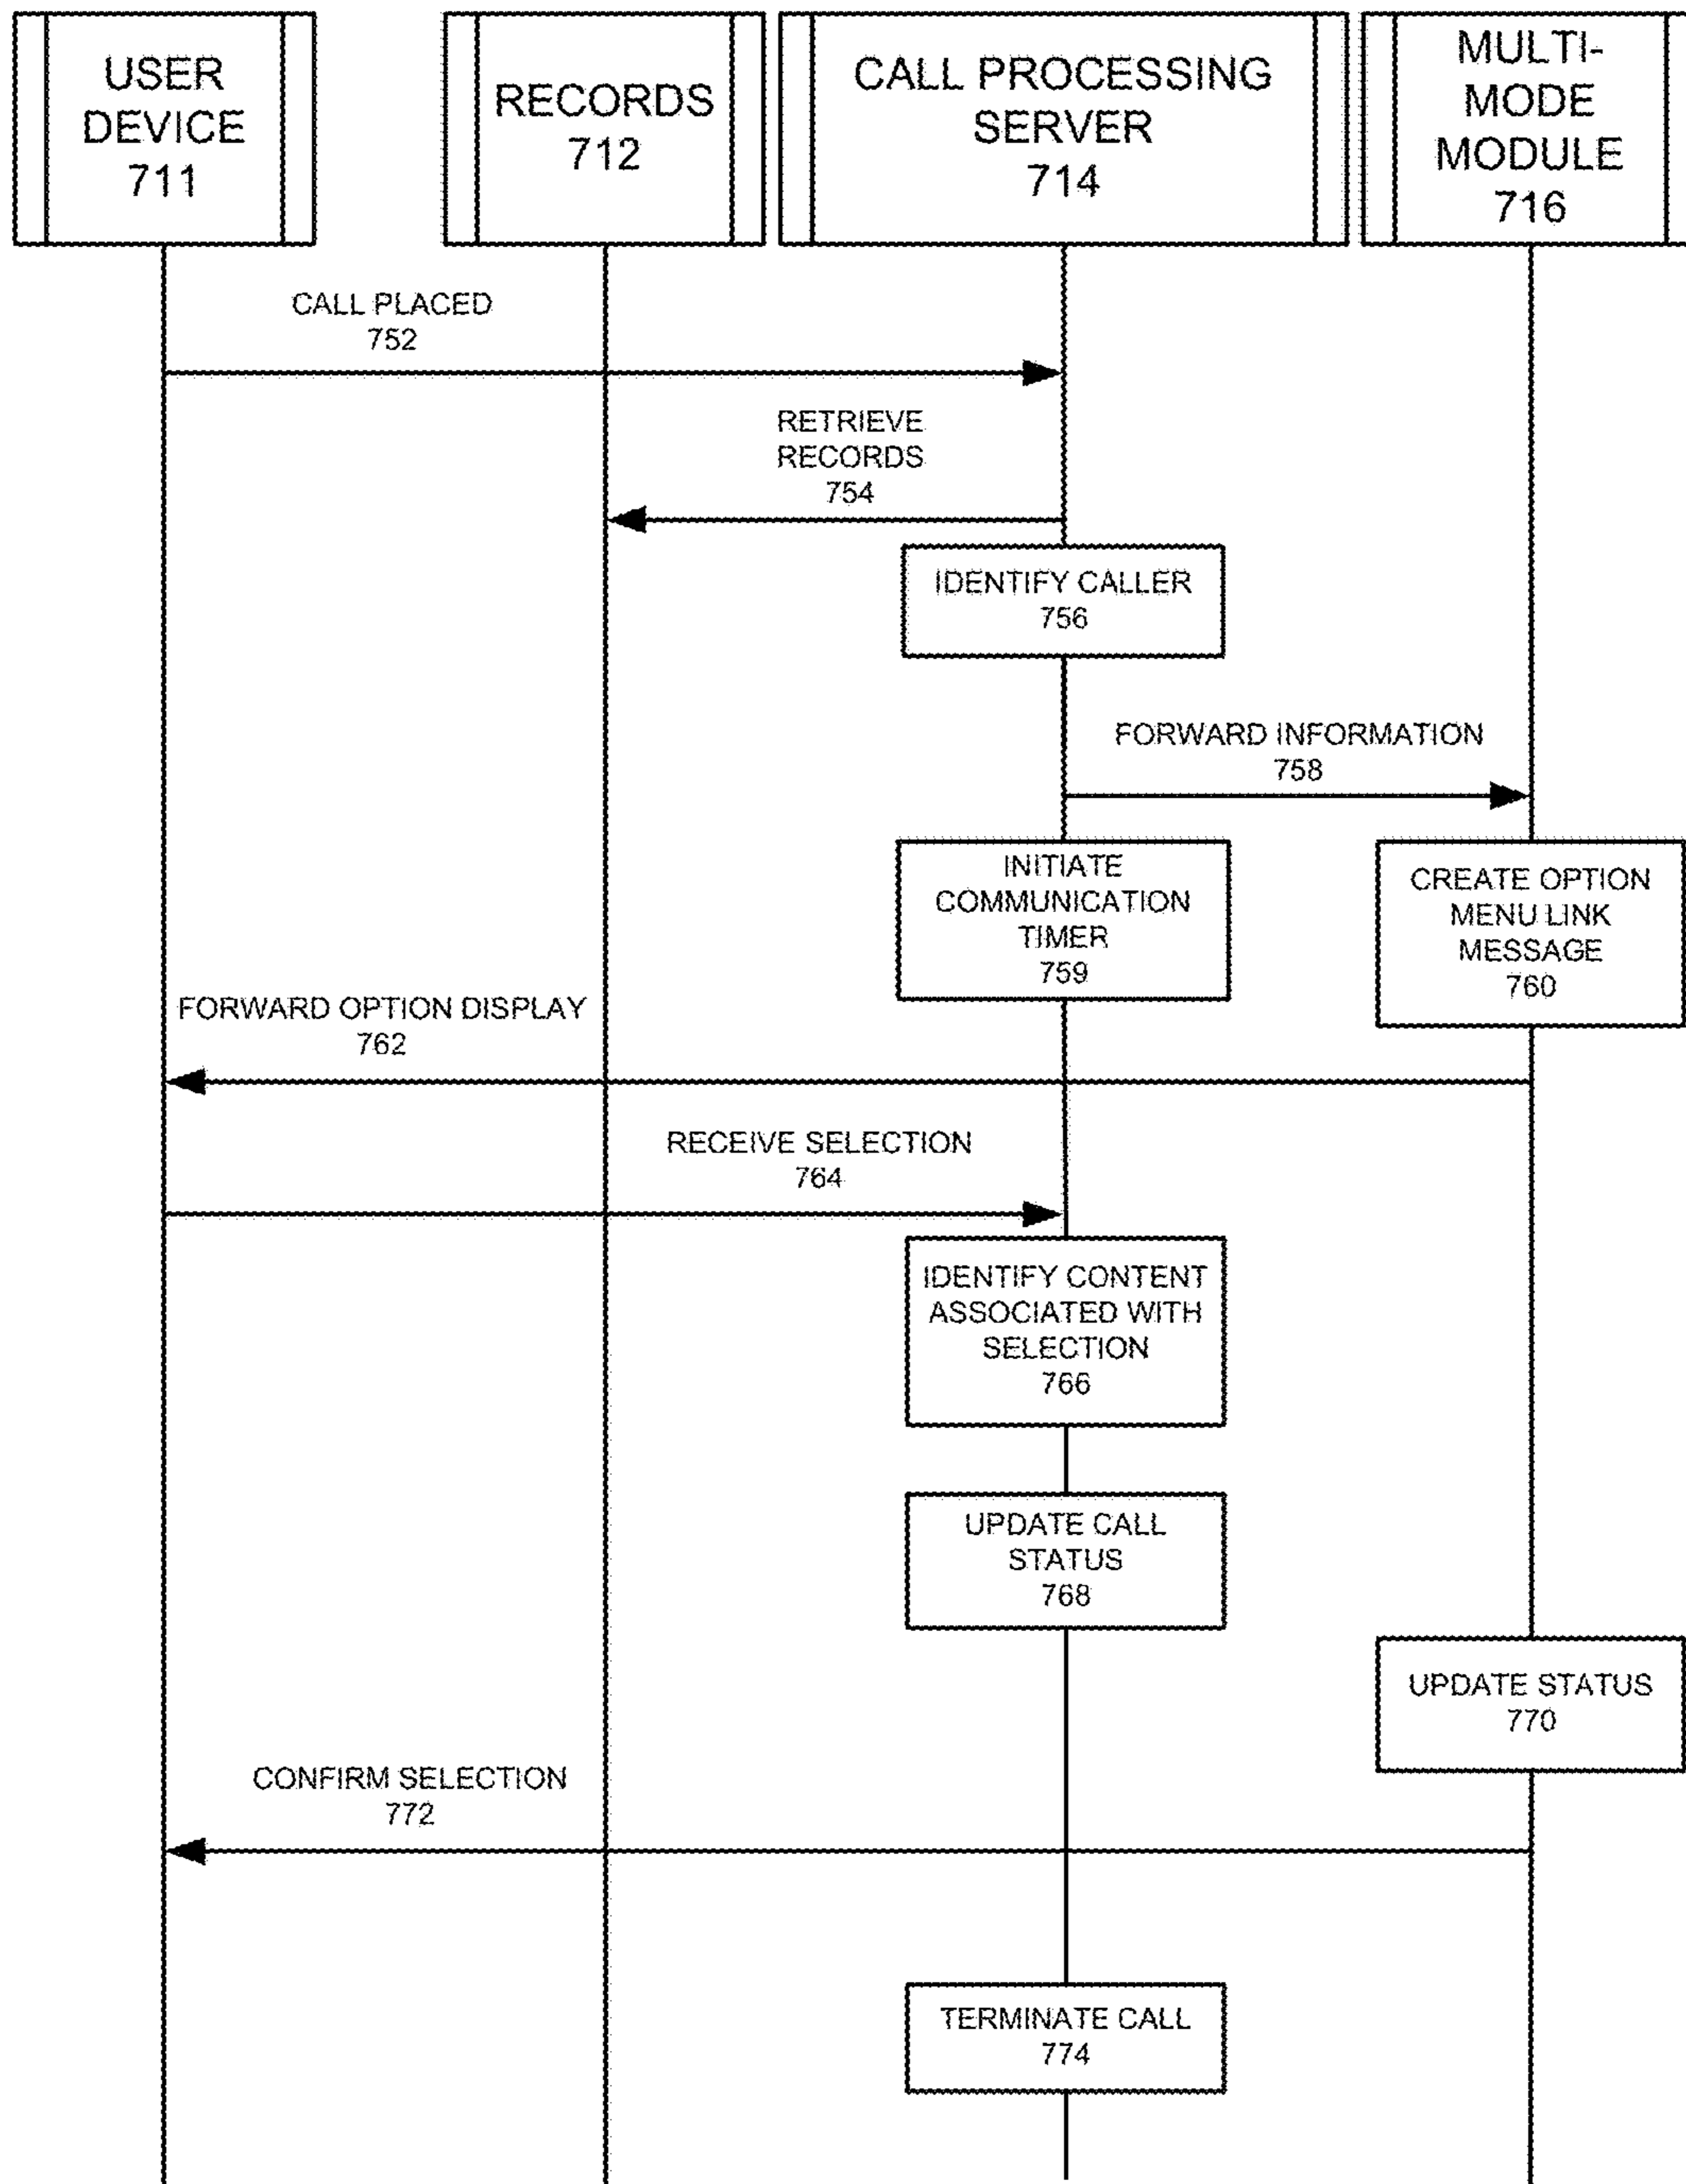 USER
DEVICE
711
RECORDS
712
CALL PROCESSING
SERVER
714
MULTI-
MODE
MODULE
716
CALL PLACED
752
RETRIEVE
RECORDS
754
IDENTIFY CALLER
756
FORWARD INFORMATION
758
INITIATE
COMMUNICATION
TIMER
759
CREATE OPTION
MENU LINK
MESSAGE
760
FORWARD OPTION DISPLAY
762
RECEIVE SELECTION
764
IDENTIFY CONTENT
ASSOCIATED WITH
SELECTION
766
UPDATE CALL
STATUS
768
UPDATE STATUS
770
CONFIRM SELECTION
772
TERMINATE CALL
774